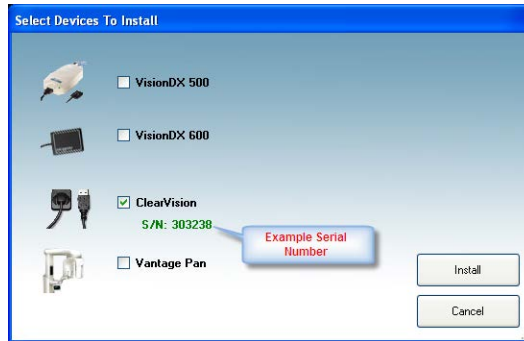 Select Devices To Install
VisionDX 500
VisionDX 600
ClearVision
S/N: 303238
Example Serial
Number
Vantage Pan
Install
Cancel